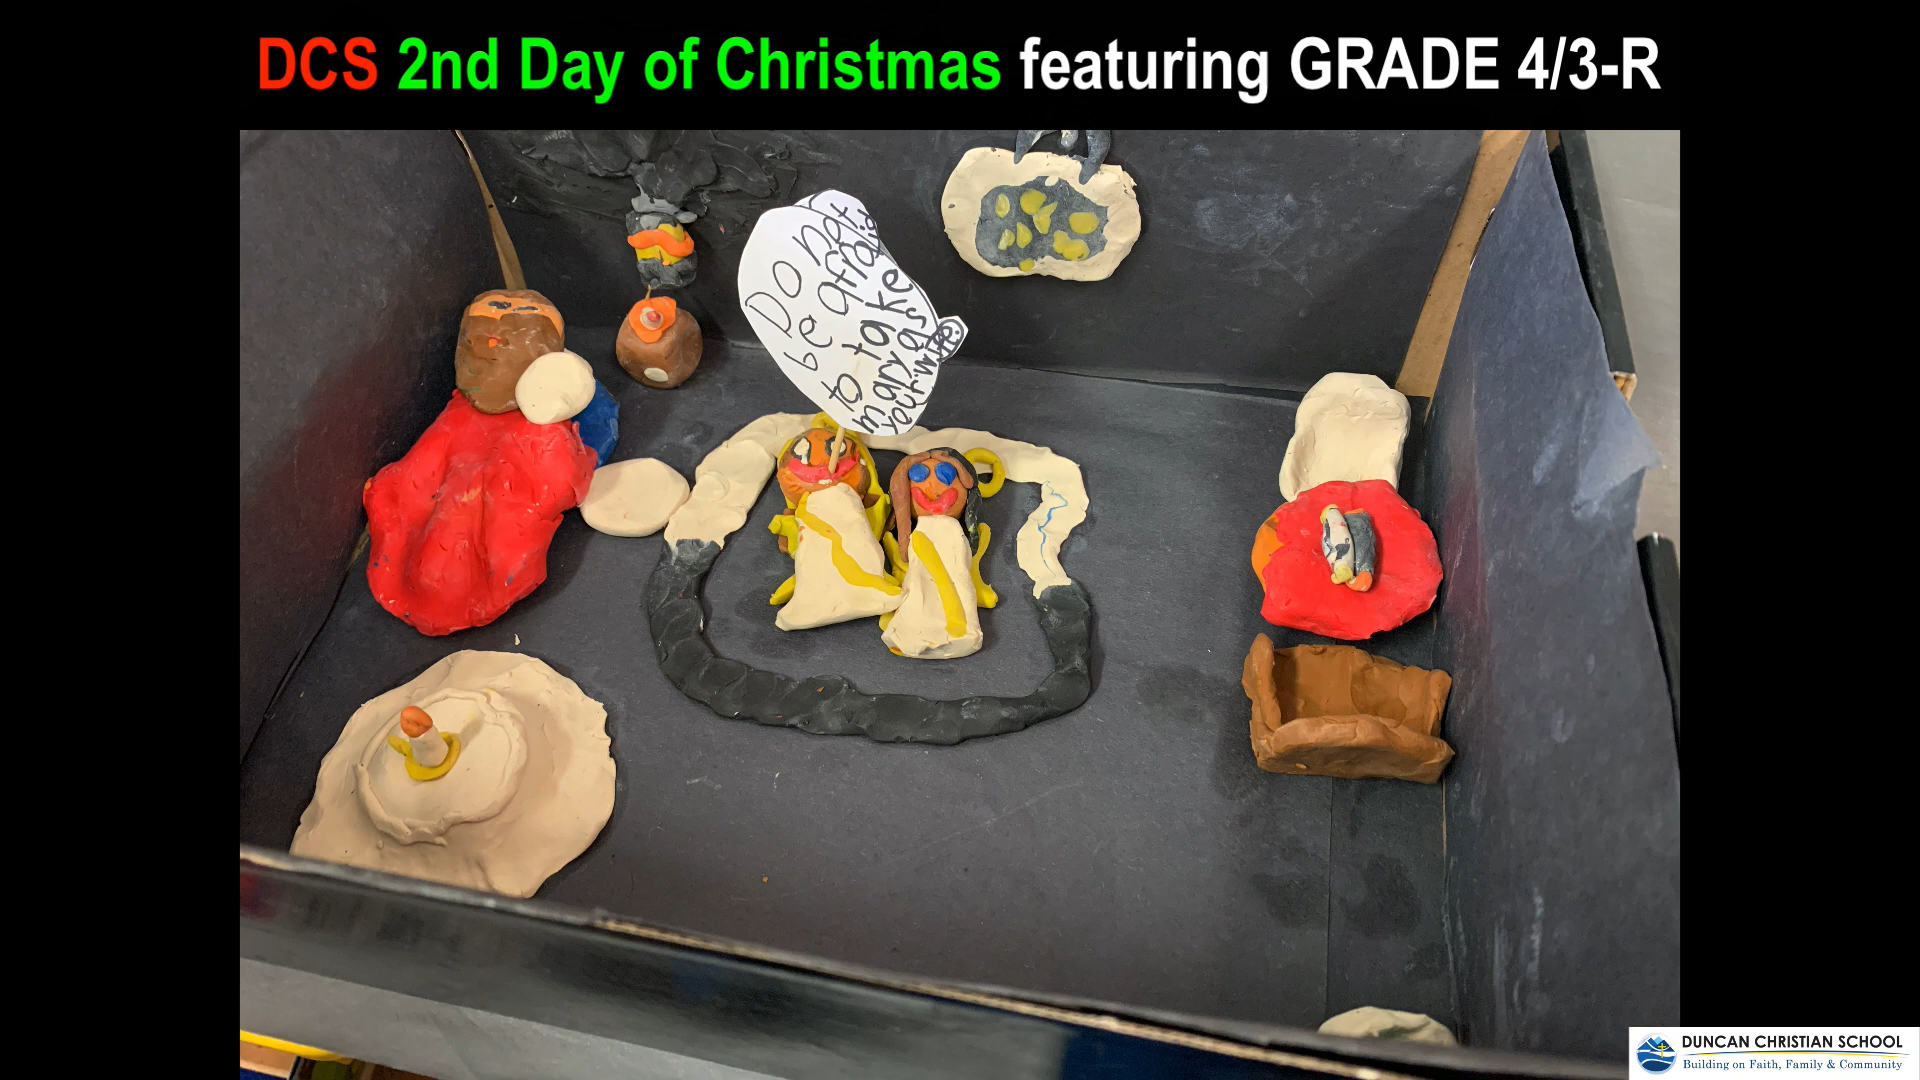 DCS 2nd Day of Christmas featuring GRADE 4/3-R
Do not
be afraid
to take
mary as
your wife.
DUNCAN CHRISTIAN SCHOOL
Building on Faith, Family & Community